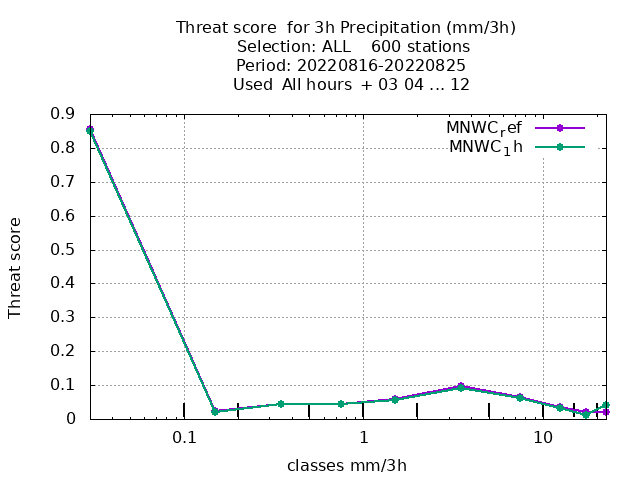 Threat score  for 3h Precipitation (mm/3h)
Selection: ALL    600 stations
Period: 20220816-20220825
Used  All hours  + 03 04 ... 12
MNWCref
MNWC1h
Threat score
0.9
0.8
0.7
0.6
0.5
0.4
0.3
0.2
0.1
0
0.1 1 10
classes mm/3h